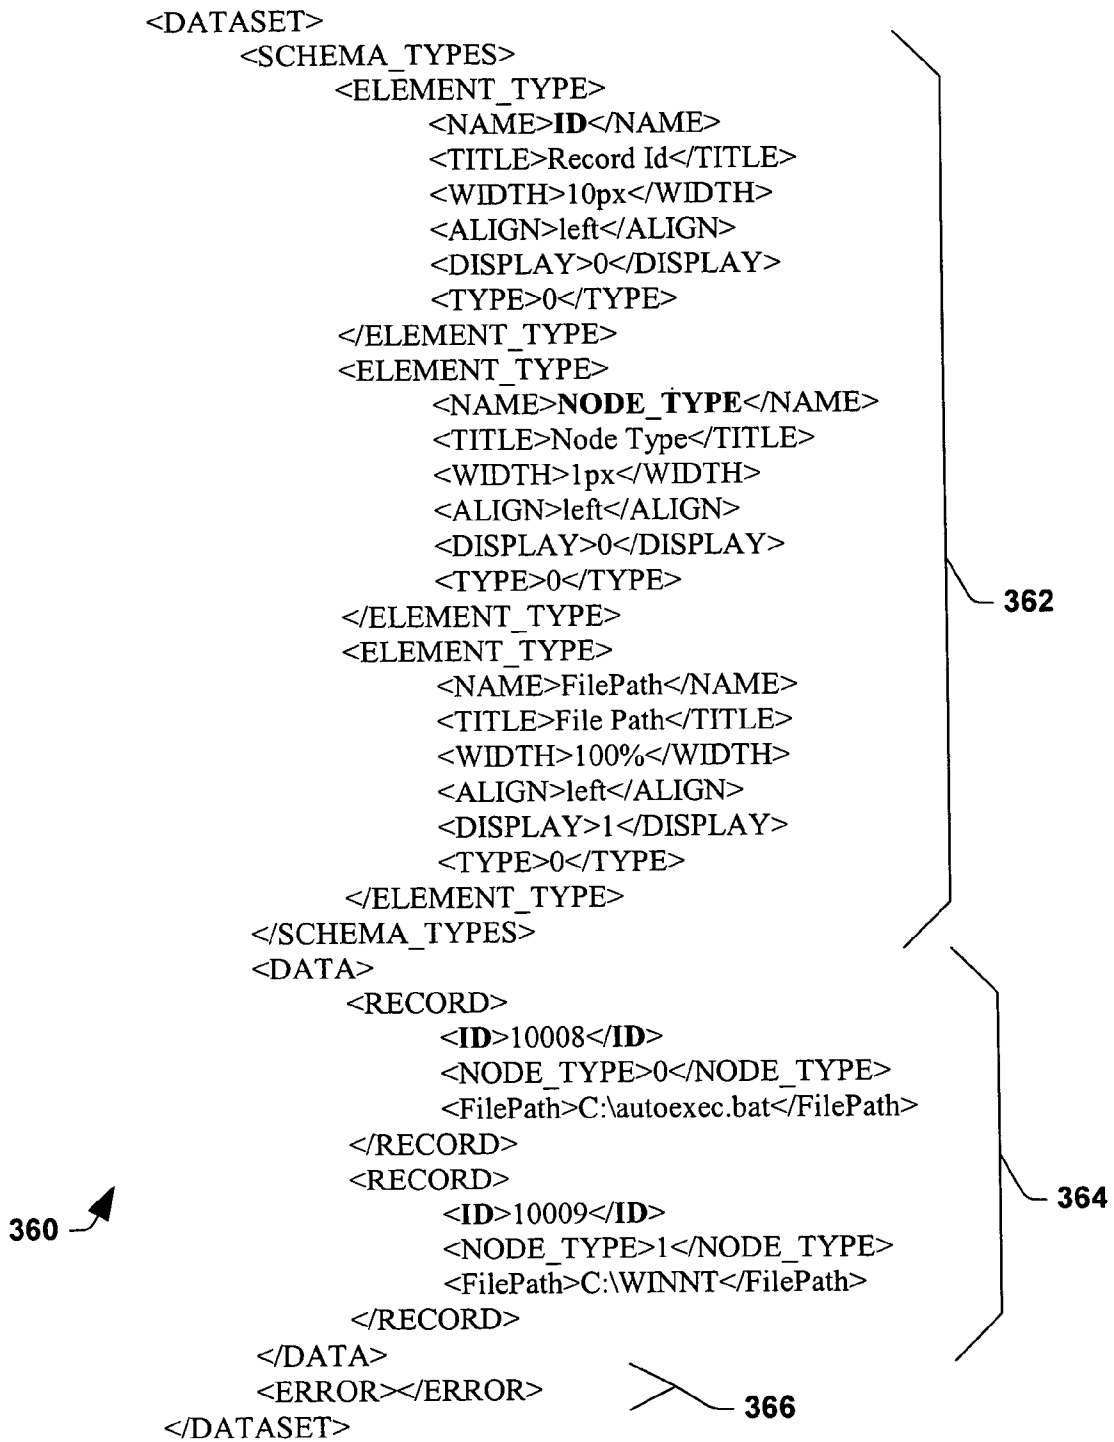 <DATASET>
<SCHEMA_TYPES>
<ELEMENT_TYPE>
<NAME>ID</NAME>
<TITLE>Record Id</TITLE>
<WIDTH>10px</WIDTH>
<ALIGN>left</ALIGN>
<DISPLAY>0</DISPLAY>
<TYPE>0</TYPE>
</ELEMENT_TYPE>
<ELEMENT_TYPE>
<NAME>NODE_TYPE</NAME>
<TITLE>Node Type</TITLE>
<WIDTH>1px</WIDTH>
<ALIGN>left</ALIGN>
<DISPLAY>0</DISPLAY>
<TYPE>0</TYPE>
362
</ELEMENT_TYPE>
<ELEMENT_TYPE>
<NAME>FilePath</NAME>
<TITLE>File Path</TITLE>
<WIDTH>100%</WIDTH>
<ALIGN>left</ALIGN>
<DISPLAY>1</DISPLAY>
<TYPE>0</TYPE>
</ELEMENT_TYPE>
</SCHEMA_TYPES>
<DATA>
<RECORD>
<ID>10008</ID>
<NODE_TYPE>0</NODE_TYPE>
<FilePath>C:\autoexec.bat</FilePath>
</RECORD>
<RECORD>
364
<ID>10009</ID>
360
<NODE_TYPE>1</NODE_TYPE>
<FilePath>C:\WINNT</FilePath>
</RECORD>
</DATA>
<ERROR></ERROR>
366
</DATASET>